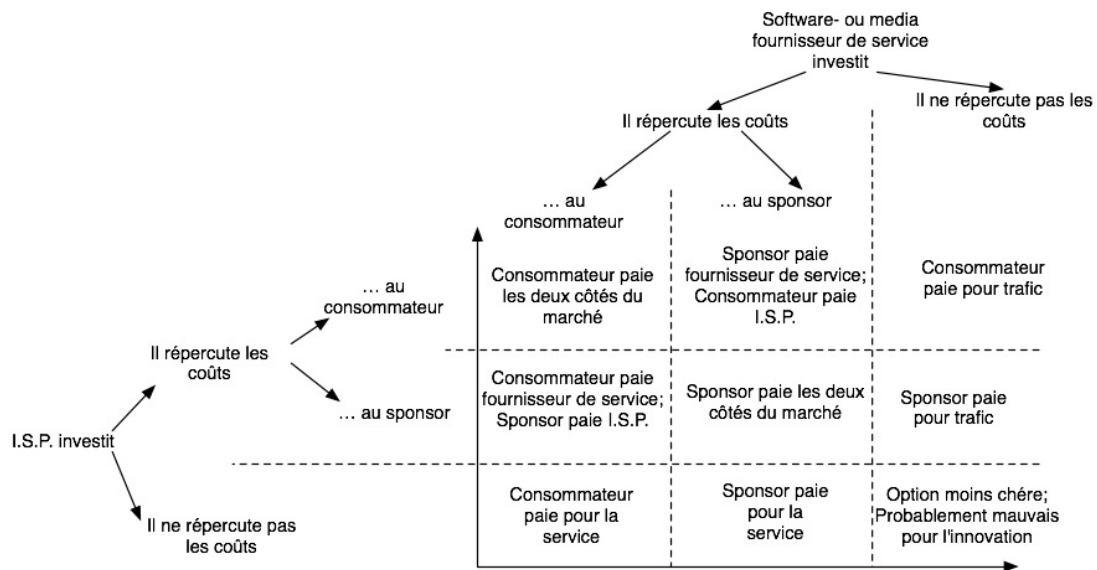 Software- ou media
fournisseur de service
investit
Il ne répercute pas les
coûts
Il répercute les coûts
... au
consommateur
... au sponsor
Consommateur paie
les deux côtés du
marché
Sponsor paie
fournisseur de service;
Consommateur paie
I.S.P.
Consommateur
paie pour trafic
... au
consommateur
Il répercute les
coûts
... au sponsor
Consommateur paie
fournisseur de service;
Sponsor paie I.S.P.
Sponsor paie les deux
côtés du marché
Sponsor paie
pour trafic
I.S.P. investit
Il ne répercute pas
les coûts
Consommateur
paie pour la
service
Sponsor paie
pour la
service
Option moins chére;
Probablement mauvais
pour l'innovation